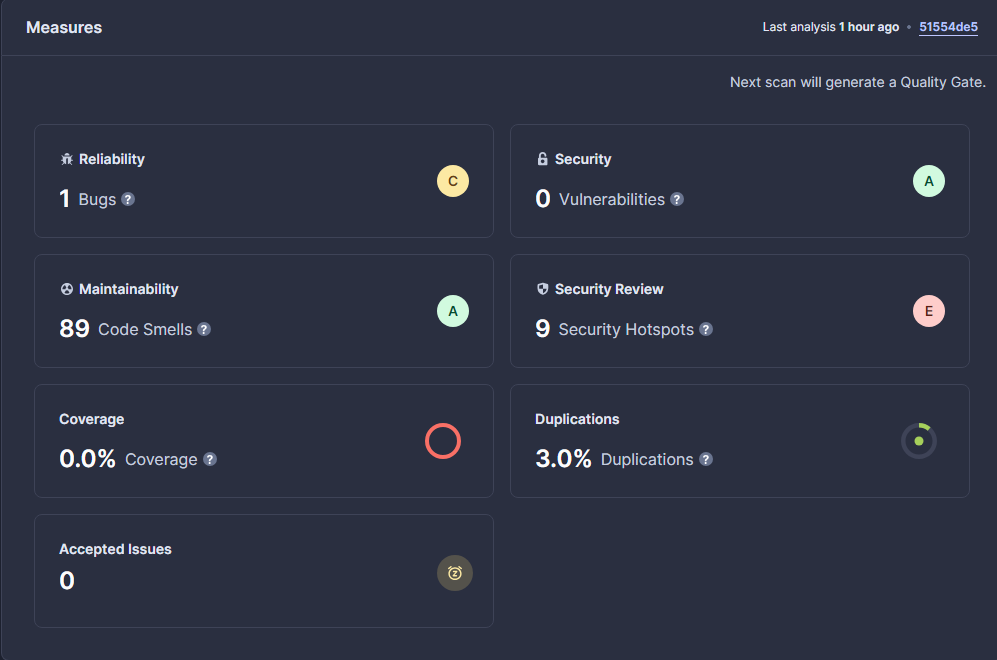 Measures
Last analysis 1 hour ago • 51554de5
Next scan will generate a Quality Gate.
Reliability
1 Bugs ?
C
Security
0 Vulnerabilities ?
A
Maintainability
89 Code Smells ?
A
Security Review
9 Security Hotspots ?
E
Coverage
0.0% Coverage ?
Duplications
3.0% Duplications ?
Accepted Issues
0